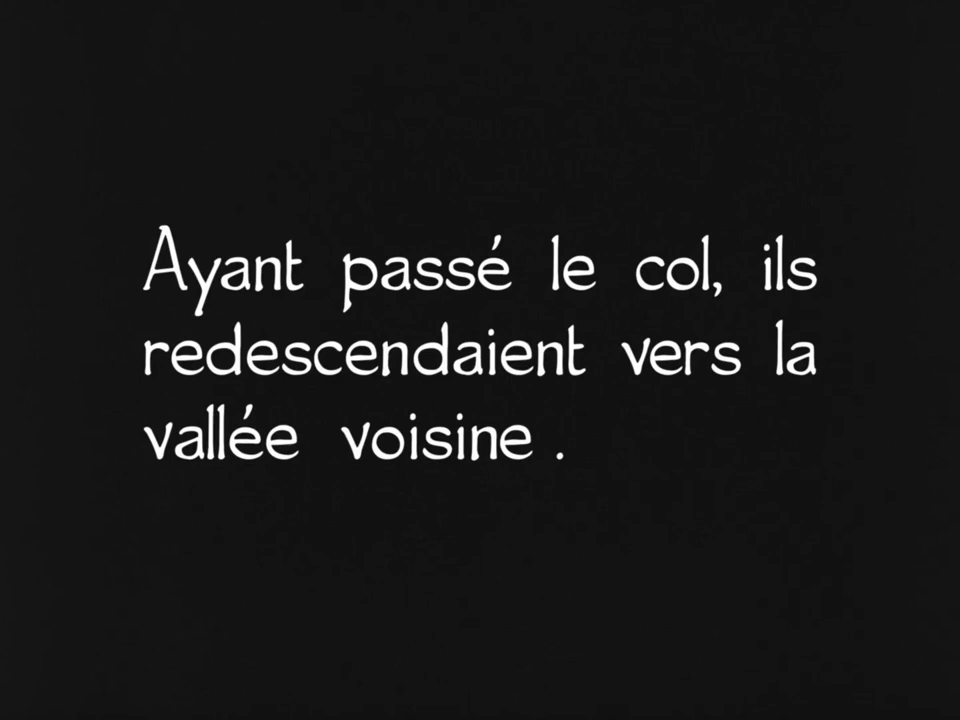 Ayant passé le col, ils
redescendaient vers la
vallée voisine .